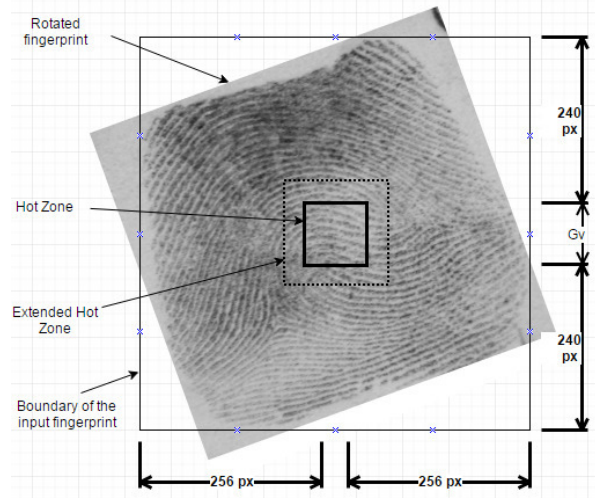 Rotated
fingerprint
240
px
Hot Zone
Gv
Extended Hot
Zone
240
px
Boundary of the
input fingerprint
256 px
256 px